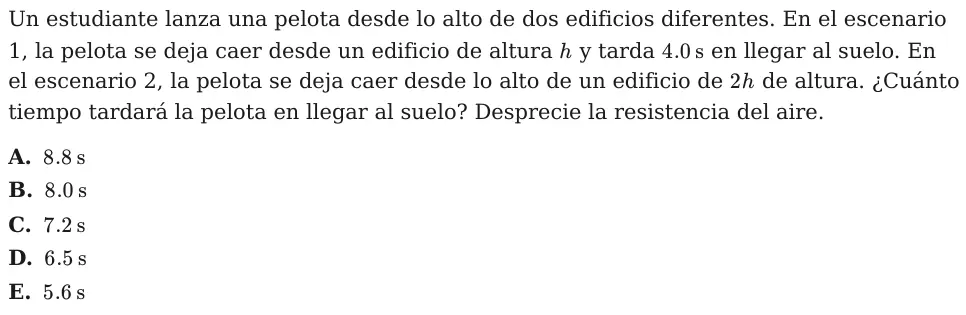 Un estudiante lanza una pelota desde lo alto de dos edificios diferentes. En el escenario
1, la pelota se deja caer desde un edificio de altura h y tarda 4.0 s en llegar al suelo. En
el escenario 2, la pelota se deja caer desde lo alto de un edificio de 2h de altura. ¿Cuánto
tiempo tardará la pelota en llegar al suelo? Desprecie la resistencia del aire.
A. 8.8 s
B. 8.0 s
C. 7.2 s
D. 6.5 s
E. 5.6 s